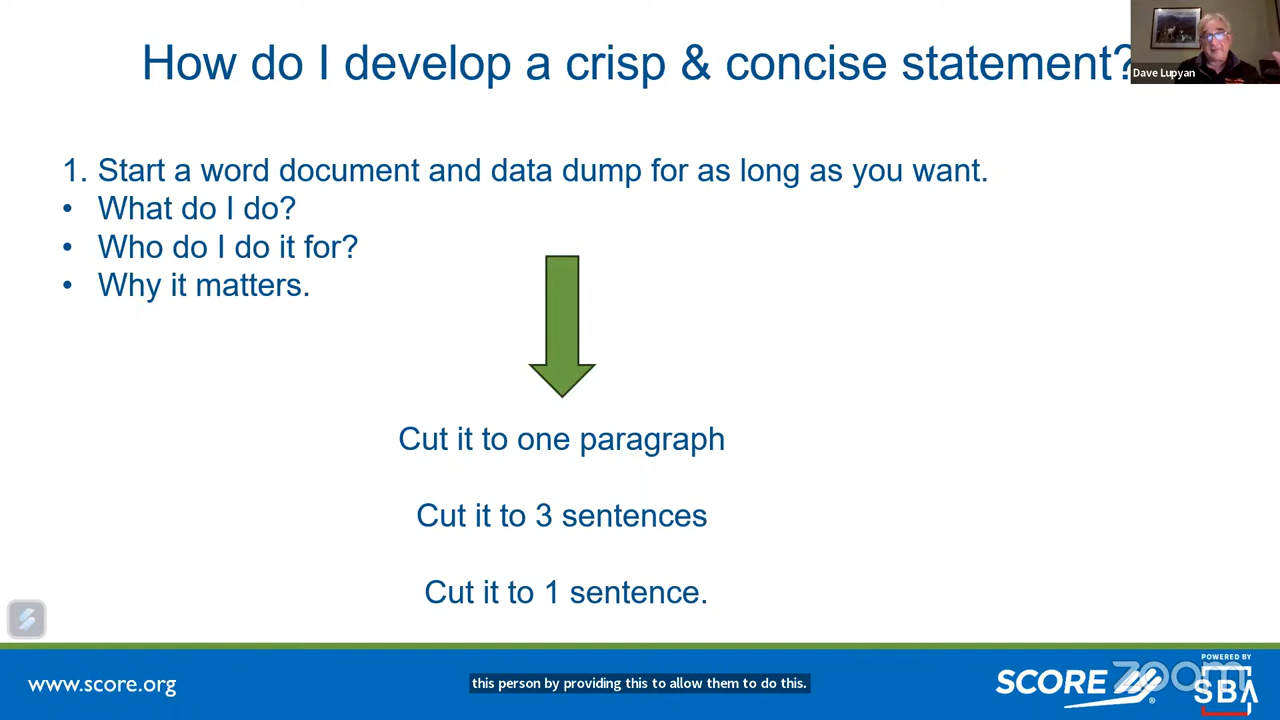 How do I develop a crisp & concise statement?
Dave Lupyan
1. Start a word document and data dump for as long as you want.
• What do I do?
• Who do I do it for?
• Why it matters.
Cut it to one paragraph
Cut it to 3 sentences
Cut it to 1 sentence.
www.score.org
this person by providing this to allow them to do this.
SCORE
zoom
POWERED BY
SBA